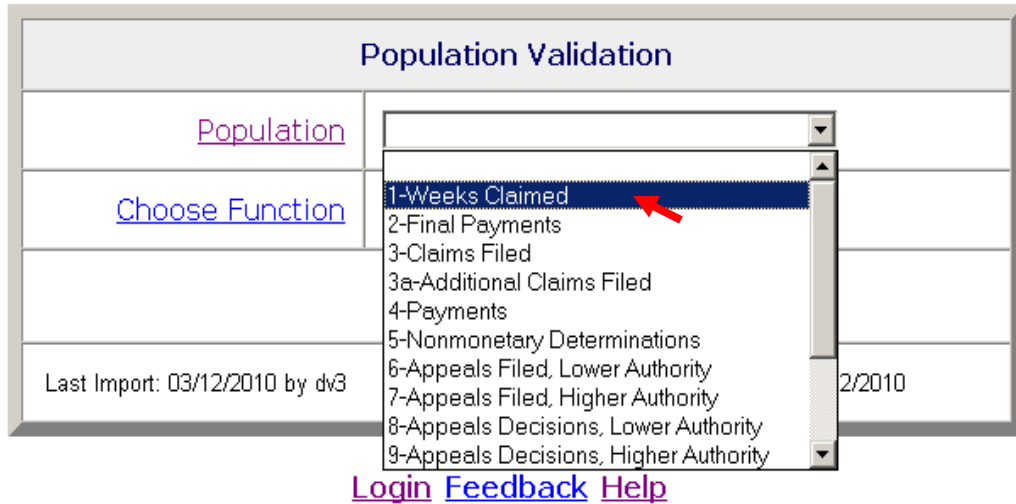 Population Validation
Population
1-Weeks Claimed
Choose Function
2-Final Payments
3-Claims Filed
3a-Additional Claims Filed
4-Payments
5-Nonmonetary Determinations
6-Appeals Filed, Lower Authority
Last Import: 03/12/2010 by dv3
2/2010
7-Appeals Filed, Higher Authority
8-Appeals Decisions, Lower Authority
9-Appeals Decisions, Higher Authority
Login Feedback Help